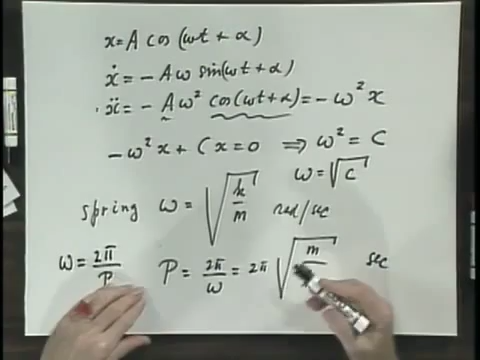 x = A cos (ωt + α)
ẋ = - Aω sin(ωt + α)
ẍ = - Aω² cos(ωt + α) = - ω² x
- ω² x + C x = 0 ⟹ ω² = C
ω = √C
spring ω = √(k/m) rad/sec
ω = 2π/P P = 2π/ω = 2π √(m/ sec